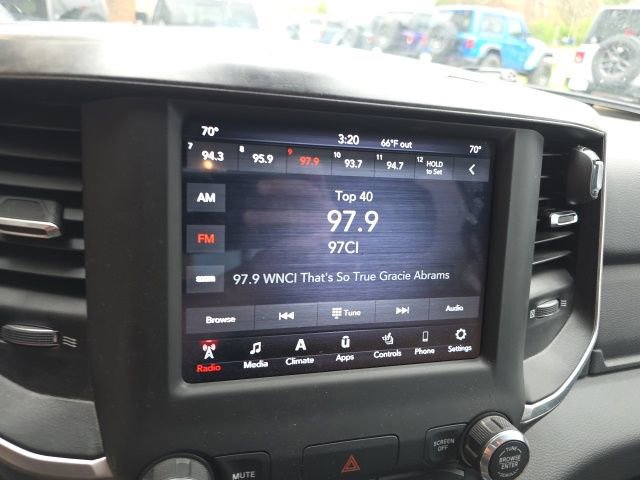 70° 3:20 66°F out 70°
7 94.3 8 95.9 9 97.9 10 93.7 11 94.7 12 HOLD to Set
AM
Top 40
97.9
FM
97CI
97.9 WNCI That's So True Gracie Abrams
Browse Tune Audio
Radio Media Climate Apps Controls Phone Settings
MUTE
SCREEN OFF
TUNE
BROWSE
ENTER